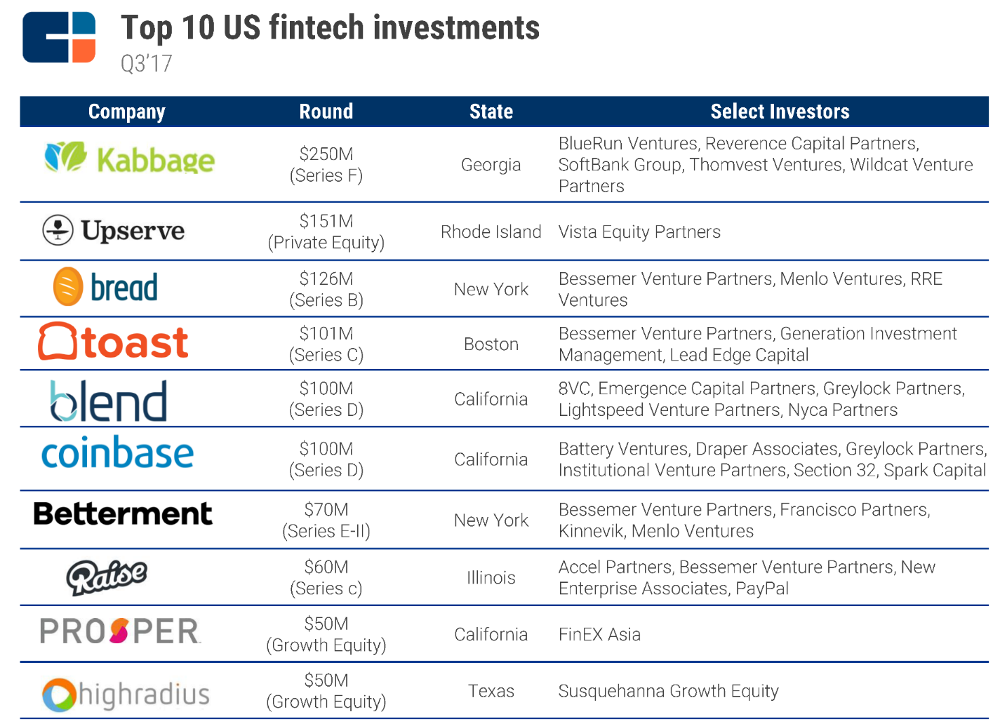 Top 10 US fintech investments
Q3'17
Company Round State Select Investors
Kabbage
$250M
(Series F)
Georgia
BlueRun Ventures, Reverence Capital Partners,
SoftBank Group, Thomvest Ventures, Wildcat Venture
Partners
Upserve
$151M
(Private Equity)
Rhode Island
Vista Equity Partners
bread
$126M
(Series B)
New York
Bessemer Venture Partners, Menlo Ventures, RRE
Ventures
toast
$101M
(Series C)
Boston
Bessemer Venture Partners, Generation Investment
Management, Lead Edge Capital
blend
$100M
(Series D)
California
8VC, Emergence Capital Partners, Greylock Partners,
Lightspeed Venture Partners, Nyca Partners
coinbase
$100M
(Series D)
California
Battery Ventures, Draper Associates, Greylock Partners,
Institutional Venture Partners, Section 32, Spark Capital
Betterment
$70M
(Series E-II)
New York
Bessemer Venture Partners, Francisco Partners,
Kinnevik, Menlo Ventures
Raise
$60M
(Series c)
Illinois
Accel Partners, Bessemer Venture Partners, New
Enterprise Associates, PayPal
PROSPER
$50M
(Growth Equity)
California
FinEX Asia
highradius
$50M
(Growth Equity)
Texas
Susquehanna Growth Equity